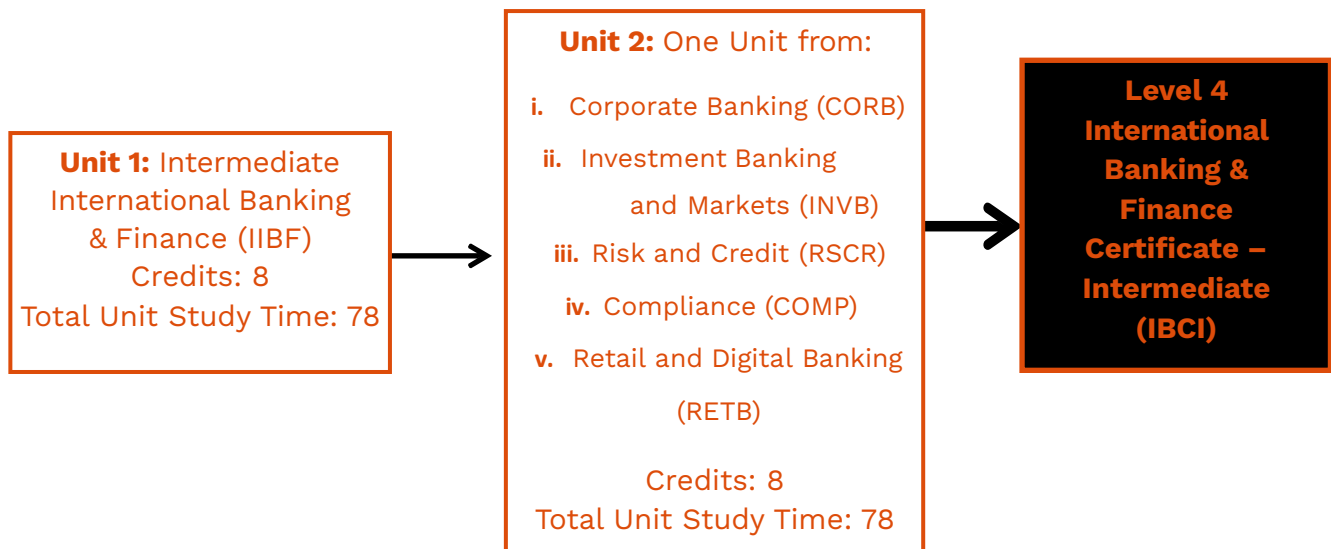 Unit 1: Intermediate
International Banking
& Finance (IIBF)
Credits: 8
Total Unit Study Time: 78
Unit 2: One Unit from:
i. Corporate Banking (CORB)
ii. Investment Banking
and Markets (INVB)
iii. Risk and Credit (RSCR)
iv. Compliance (COMP)
v. Retail and Digital Banking
(RETB)
Credits: 8
Total Unit Study Time: 78
Level 4
International
Banking &
Finance
Certificate –
Intermediate
(IBCI)